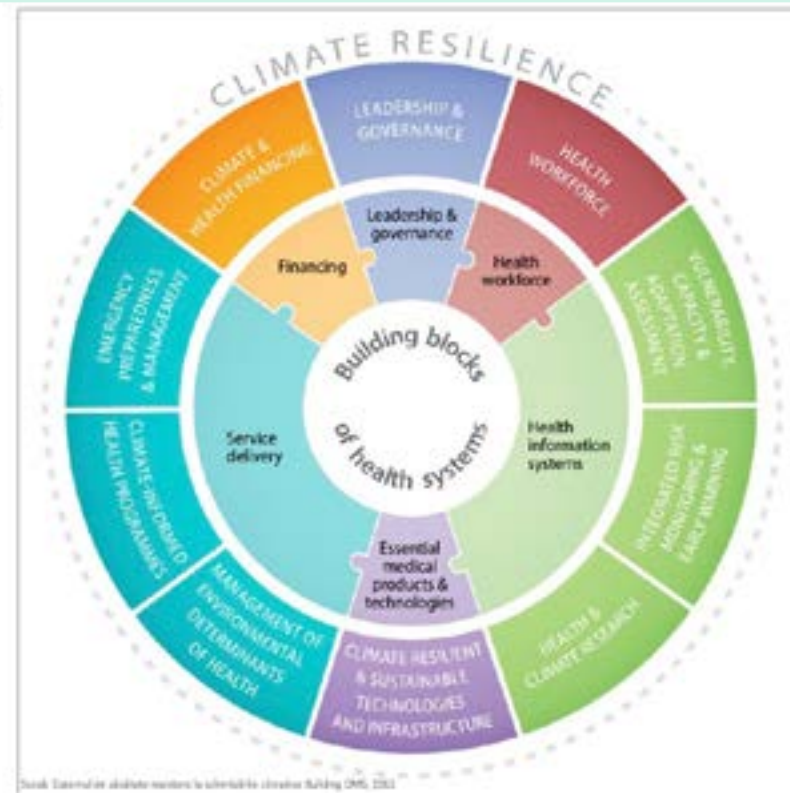 CLIMATE RESILIENCE
LEADERSHIP &
GOVERNANCE
HEALTH
WORKFORCE
VULNERABILITY,
CAPACITY &
ADAPTATION
ASSESSMENT
INTEGRATED RISK
MONITORING &
EARLY WARNING
HEALTH &
CLIMATE RESEARCH
CLIMATE RESILIENT
& SUSTAINABLE
TECHNOLOGIES
AND INFRASTRUCTURE
MANAGEMENT OF
ENVIRONMENTAL
DETERMINANTS
OF HEALTH
CLIMATE-INFORMED
HEALTH PROGRAMMES
EMERGENCY
PREPAREDNESS
& MANAGEMENT
CLIMATE &
HEALTH FINANCING
Leadership &
governance
Health
workforce
Health
information
systems
Essential
medical
products &
technologies
Service
delivery
Financing
Building blocks
of health systems